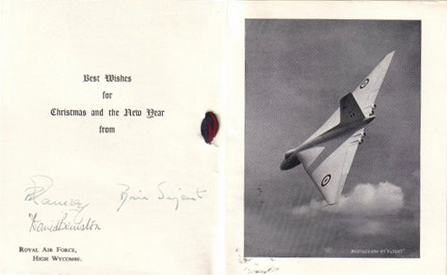 Best Wishes
for
Christmas and the New Year
from
ROYAL AIR FORCE,
HIGH WYCOMBE.
PHOTOGRAPH BY "FLIGHT"